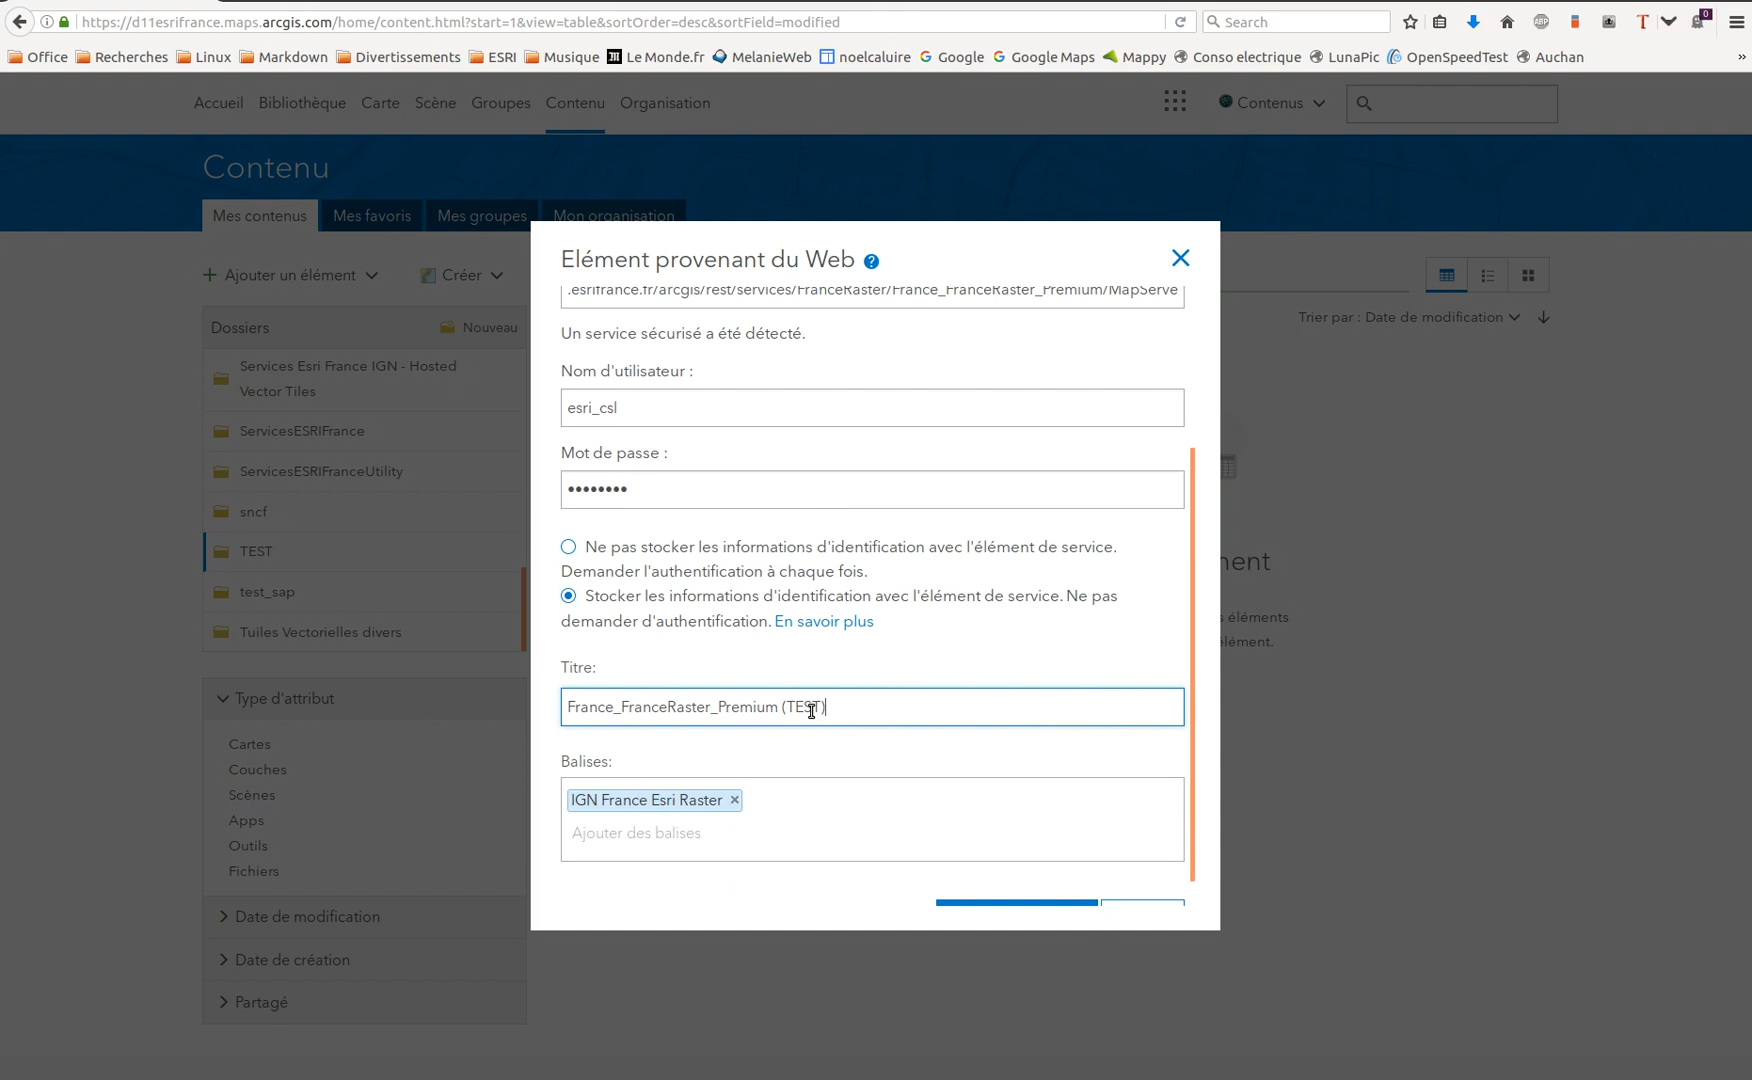 https://d11esrifrance.maps.arcgis.com/home/content.html?start=1&view=table&sortOrder=desc&sortField=modified
Search
ABP
T
0
Office Recherches Linux Markdown Divertissements ESRI Musique Le Monde.fr MelanieWeb noelcaluire Google Google Maps Mappy Conso electrique LunaPic OpenSpeedTest Auchan »
Accueil Bibliothèque Carte Scène Groupes Contenu Organisation
Contenus
Contenu
Mes contenus Mes favoris Mes groupes Mon organisation
Ajouter un élément
Créer
Trier par : Date de modification
Dossiers
Nouveau
Services Esri France IGN - Hosted
Vector Tiles
ServicesESRIFrance
ServicesESRIFranceUtility
sncf
TEST
test_sap
Tuiles Vectorielles divers
Type d'attribut
Cartes
Couches
Scènes
Apps
Outils
Fichiers
Date de modification
Date de création
Partagé
Elément provenant du Web ?
.esrifrance.fr/arcgis/rest/services/FranceRaster/France_FranceRaster_Premium/MapServe
Un service sécurisé a été détecté.
Nom d'utilisateur :
esri_csl
Mot de passe :
••••••••
Ne pas stocker les informations d'identification avec l'élément de service.
Demander l'authentification à chaque fois.
Stocker les informations d'identification avec l'élément de service. Ne pas
demander d'authentification. En savoir plus
Titre:
France_FranceRaster_Premium (TEST)
Balises:
IGN France Esri Raster ×
Ajouter des balises
ment
éléments
élément.